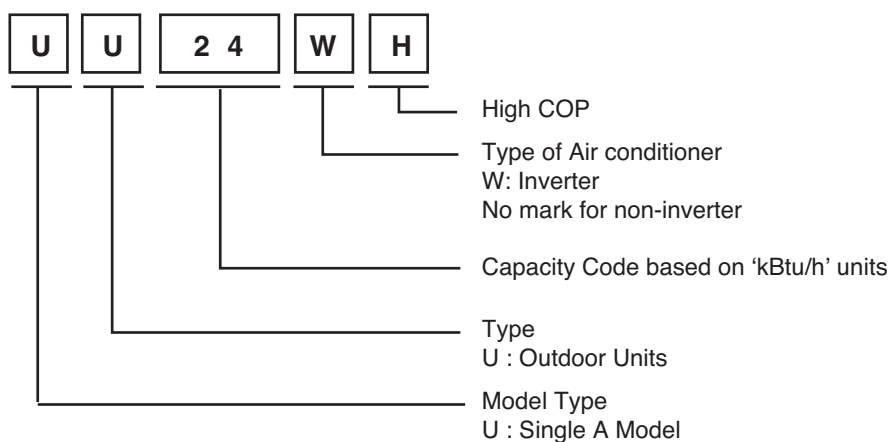 U U 2 4 W H
High COP
Type of Air conditioner
W: Inverter
No mark for non-inverter
Capacity Code based on ‘kBtu/h’ units
Type
U : Outdoor Units
Model Type
U : Single A Model